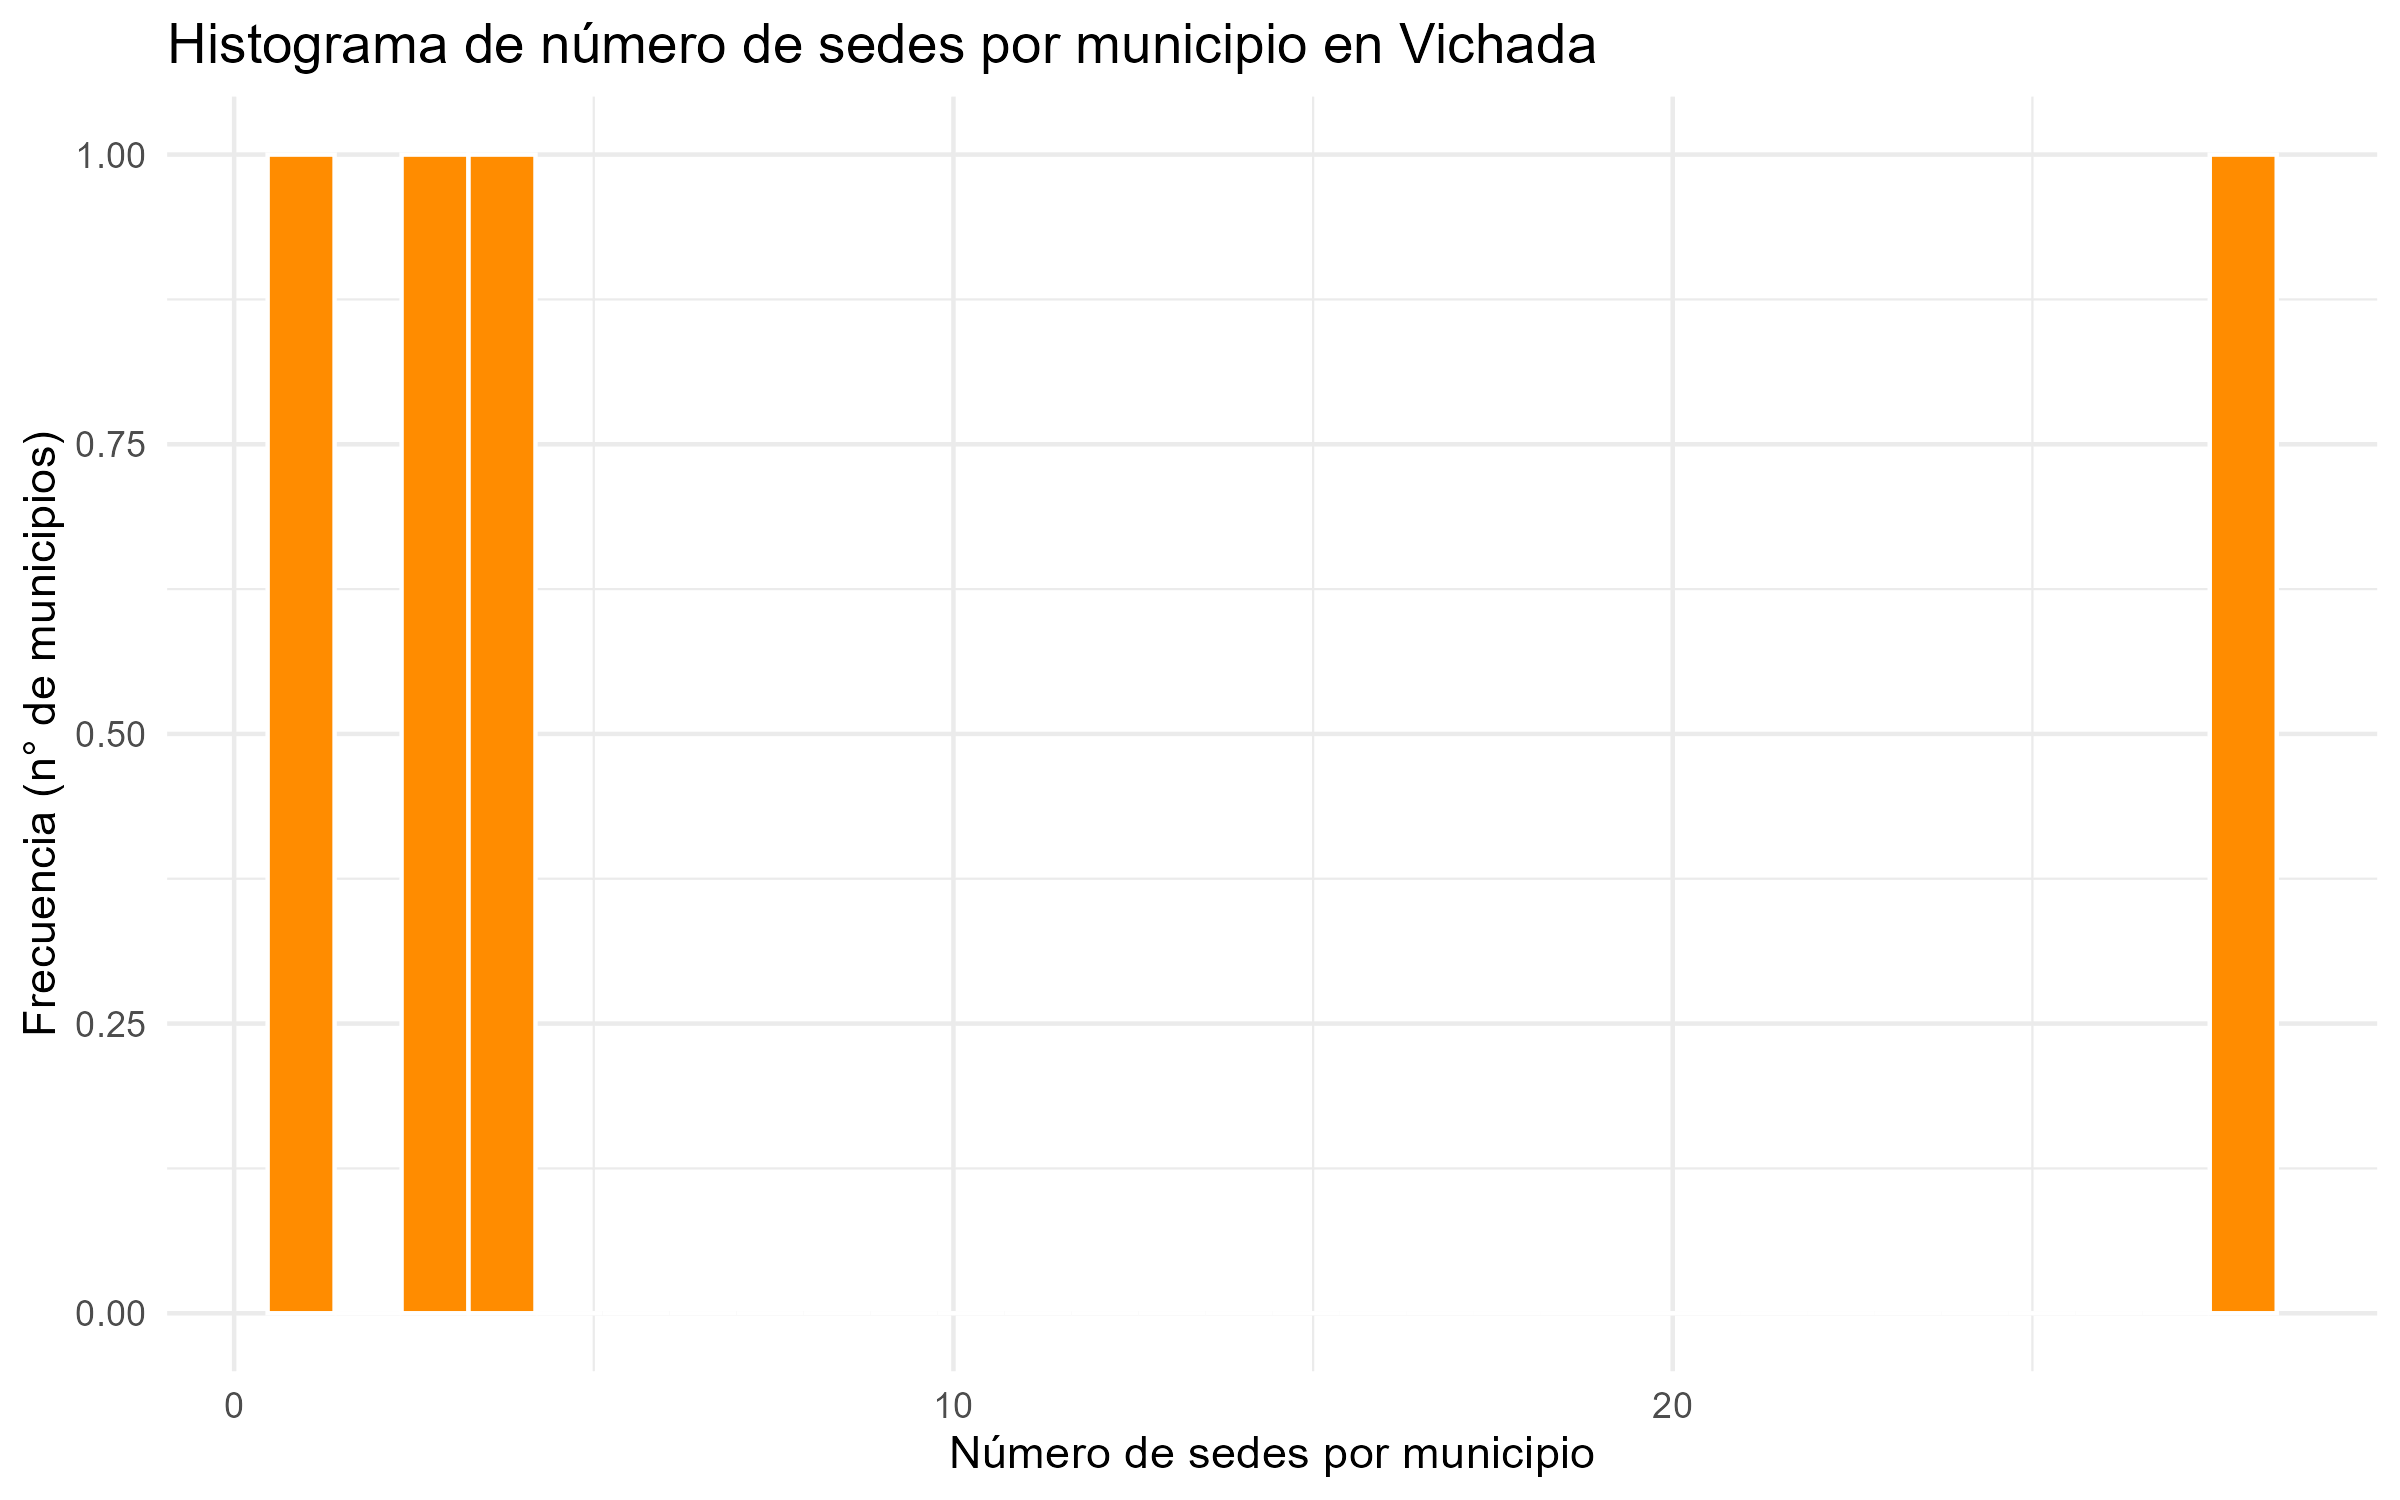 Histograma de número de sedes por municipio en Vichada
Frecuencia (n° de municipios)
1.00
0.75
0.50
0.25
0.00
0 10 20
Número de sedes por municipio